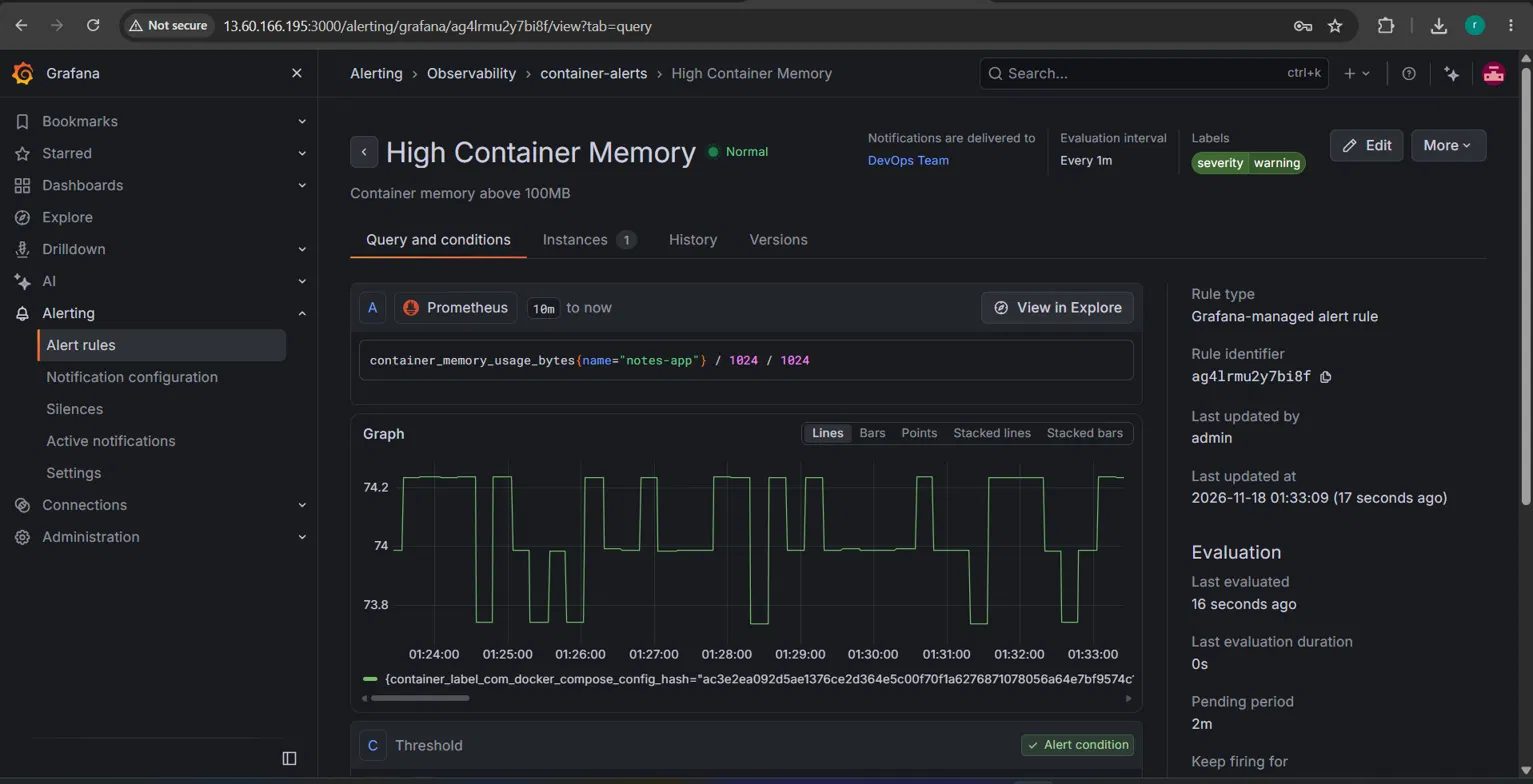 Not secure
13.60.166.195:3000/alerting/grafana/ag4lrmu2y7bi8f/view?tab=query
r
Grafana
Alerting › Observability › container-alerts › High Container Memory
Search...
ctrl+k
Bookmarks
Starred
Dashboards
Explore
Drilldown
AI
Alerting
Alert rules
Notification configuration
Silences
Active notifications
Settings
Connections
Administration
High Container Memory
Normal
Notifications are delivered to
DevOps Team
Evaluation interval
Every 1m
Labels
severity warning
Edit
More
Container memory above 100MB
Query and conditions
Instances 1
History
Versions
A
Prometheus
10m to now
View in Explore
container_memory_usage_bytes{name="notes-app"} / 1024 / 1024
Graph
Lines Bars Points Stacked lines Stacked bars
74.2
74
73.8
01:24:00 01:25:00 01:26:00 01:27:00 01:28:00 01:29:00 01:30:00 01:31:00 01:32:00 01:33:00
{container_label_com_docker_compose_config_hash="ac3e2ea092d5ae1376ce2d364e5c00f70f1a6276871078056a64e7bf9574c
C
Threshold
Alert condition
Rule type
Grafana-managed alert rule
Rule identifier
ag4lrmu2y7bi8f
Last updated by
admin
Last updated at
2026-11-18 01:33:09 (17 seconds ago)
Evaluation
Last evaluated
16 seconds ago
Last evaluation duration
0s
Pending period
2m
Keep firing for